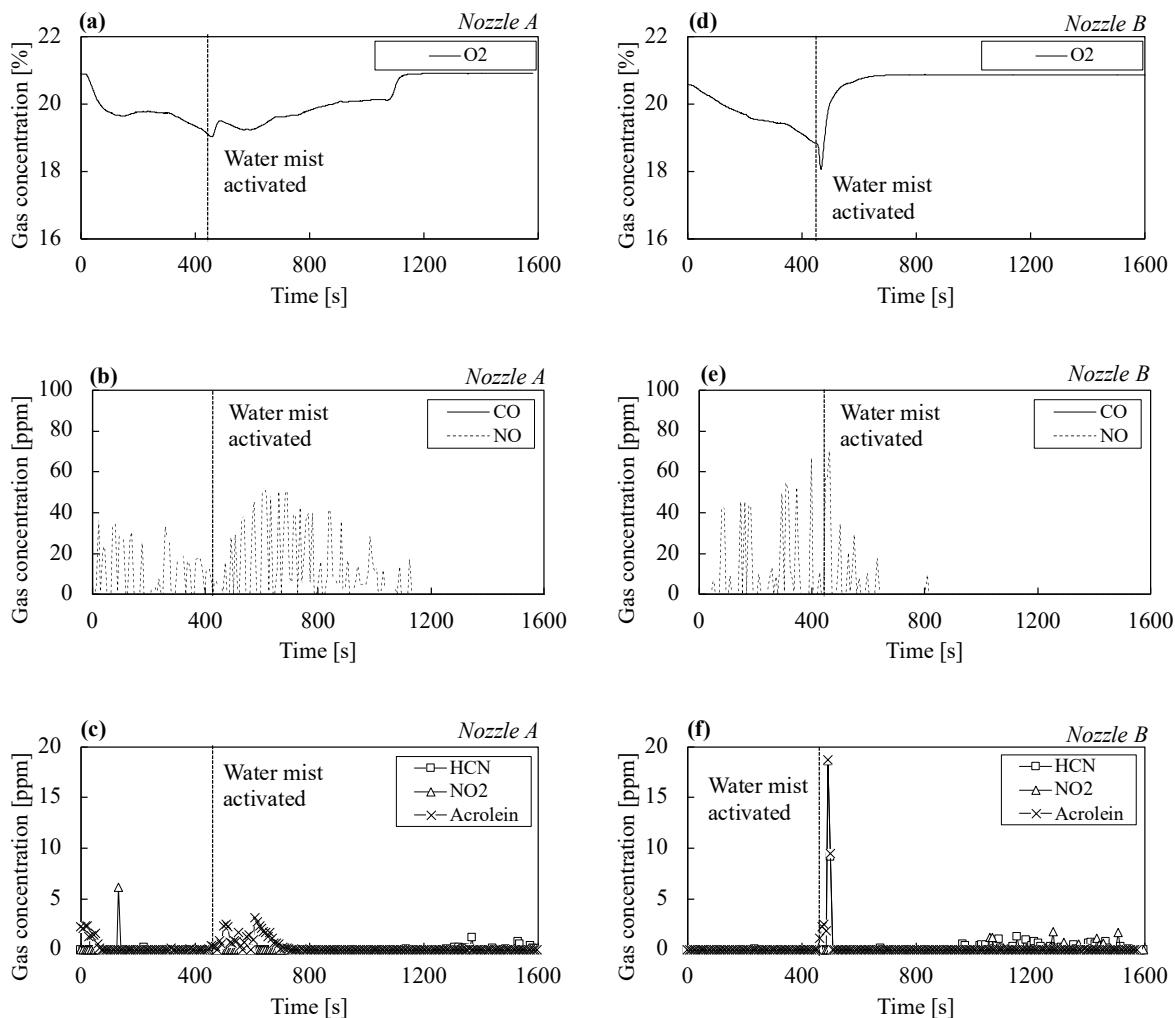 (a)
Nozzle A
Gas concentration [%]
22
20
18
16
O2
Water mist
activated
0
400
800
1200
1600
Time [s]
(d)
Nozzle B
Gas concentration [%]
22
20
18
16
O2
Water mist
activated
0
400
800
1200
1600
Time [s]
(b)
Nozzle A
Gas concentration [ppm]
100
80
60
40
20
0
Water mist
activated
CO
NO
0
400
800
1200
1600
Time [s]
(e)
Nozzle B
Gas concentration [ppm]
100
80
60
40
20
0
Water mist
activated
CO
NO
0
400
800
1200
1600
Time [s]
(c)
Nozzle A
Gas concentration [ppm]
20
15
10
5
0
Water mist
activated
HCN
NO2
Acrolein
0
400
800
1200
1600
Time [s]
(f)
Nozzle B
Gas concentration [ppm]
20
15
10
5
0
Water mist
activated
HCN
NO2
Acrolein
0
400
800
1200
1600
Time [s]